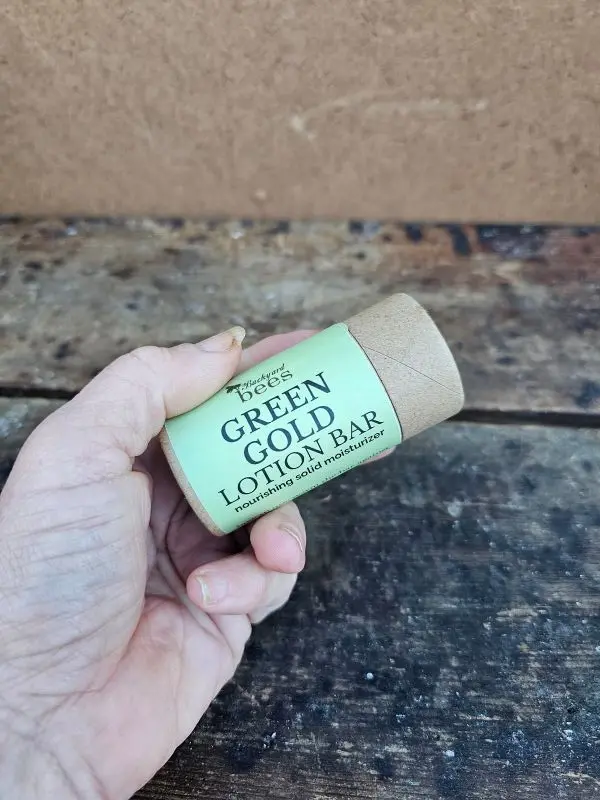 Backyard
bees
GREEN
GOLD
LOTION BAR
nourishing solid moisturizer